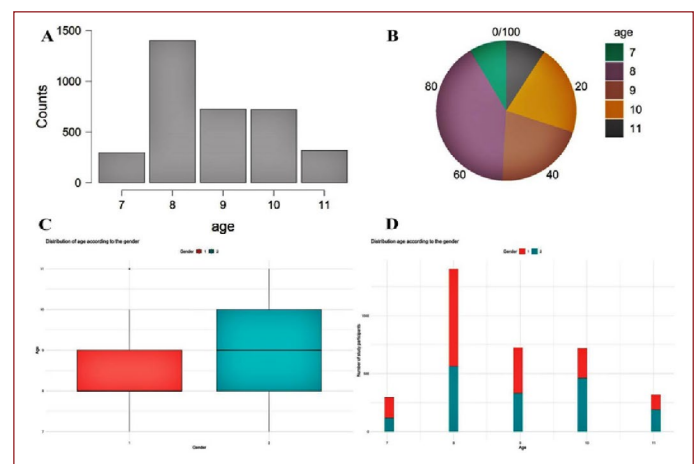 A
1500
1000
500
0
Counts
7 8 9 10 11
age
B
0/100
20
40
60
80
age
7
8
9
10
11
C
Distribution of age according to the gender
Gender 1 2
Age
Gender
D
Distribution age according to the gender
Gender 1 2
Number of study participants
7 8 9 10 11
Age